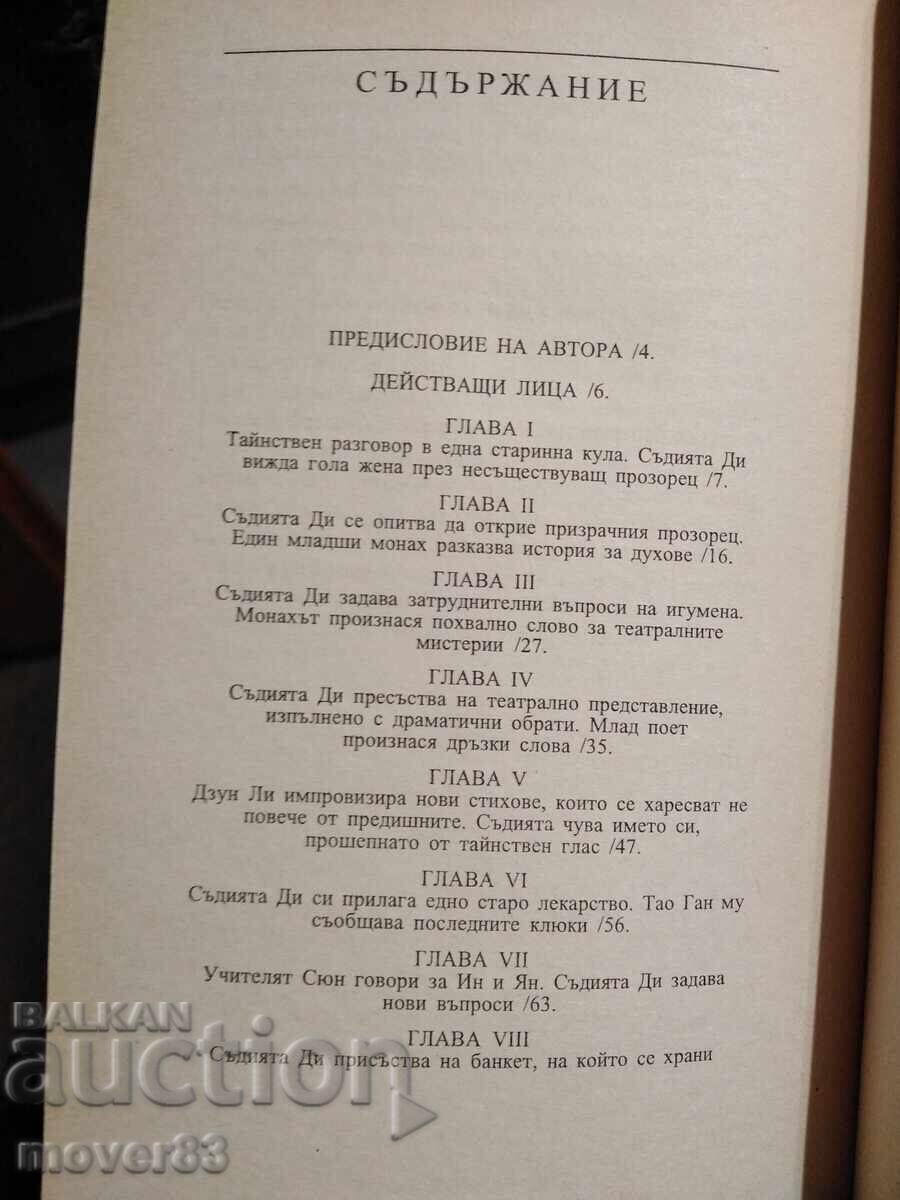 СЪДЪРЖАНИЕ
ПРЕДИСЛОВИЕ НА АВТОРА /4.
ДЕЙСТВАЩИ ЛИЦА /6.
ГЛАВА I
Тайнствен разговор в една старинна кула. Съдията Ди
вижда гола жена през несъществуващ прозорец /7.
ГЛАВА II
Съдията Ди се опитва да открие призрачния прозорец.
Един младши монах разказва история за духове /16.
ГЛАВА III
Съдията Ди задава затруднителни въпроси на игумена.
Монахът произнася похвално слово за театралните
мистерии /27.
ГЛАВА IV
Съдията Ди пресъства на театрално представление,
изпълнено с драматични обрати. Млад поет
произнася дръзки слова /35.
ГЛАВА V
Дзун Ли импровизира нови стихове, които се харесват не
повече от предишните. Съдията чува името си,
прошепнато от тайнствен глас /47.
ГЛАВА VI
Съдията Ди си прилага едно старо лекарство. Тао Ган му
съобщава последните клюки /56.
ГЛАВА VII
Учителят Сюн говори за Ин и Ян. Съдията Ди задава
нови въпроси /63.
ГЛАВА VIII
Съдията Ди присъства на банкет, на който се храни
BALKAN
auction
mover83